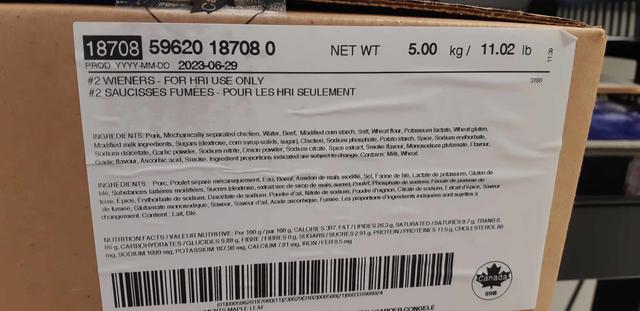 18708 59620 18708 0 NET WT 5.00 kg / 11.02 lb
PROD YYYY-MM-DD 2023-06-29
#2 WIENERS - FOR HRI USE ONLY 3186
#2 SAUCISSES FUMÉES - POUR LES HRI SEULEMENT
INGREDIENTS: Pork, Mechanically separated chicken, Water, Beef, Modified corn starch, Salt, Wheat flour, Potassium lactate, Wheat gluten,
Modified milk ingredients, Sugars (dextrose, corn syrup solids, sugar), Chicken, Sodium phosphate, Potato starch, Spice, Sodium erythorbate,
Sodium diacetate, Garlic powder, Sodium nitrite, Onion powder, Sodium citrate, Spice extract, Smoke flavour, Monosodium glutamate, Flavour,
Garlic flavour, Ascorbic acid, Smoke. Ingredient proportions indicated are subject to change. Contains: Milk, Wheat.
INGRÉDIENTS: Porc, Poulet séparé mécaniquement, Eau, Boeuf, Amidon de maïs modifié, Sel, Farine de blé, Lactate de potassium, Gluten de
blé, Substances laitières modifiées, Sucres (dextrose, extrait sec de sirop de maïs, sucre), Poulet, Phosphate de sodium, Fécule de pomme de
terre, Épice, Érythorbate de sodium, Diacétate de sodium, Poudre d'ail, Nitrite de sodium, Poudre d'oignon, Citrate de sodium, Extrait d'épice, Saveur
de fumée, Glutamate monosodique, Saveur, Saveur d'ail, Acide ascorbique, Fumée. Les proportions d'ingrédients indiquées sont sujettes à
changement. Contient: Lait, Blé.
NUTRITION FACTS / VALEUR NUTRITIVE: Per 100 g / par 100 g, CALORIES 307, FAT / LIPIDES 26.3 g, SATURATED / SATURÉS 9.7 g, TRANS 0.
g, CARBOHYDRATES / GLUCIDES 9.88 g, FIBRE / FIBRES 0 g, SUGARS / SUCRES 2.91 g, PROTEIN / PROTÉINES 11.5 g, CHOLESTEROL 80
mg, SODIUM 1099 mg, POTASSIUM 187.98 mg, CALCIUM 7.81 mg, IRON / FER 0.5 mg
Canada
69B
MAPLE LEAF
CONGELÉ